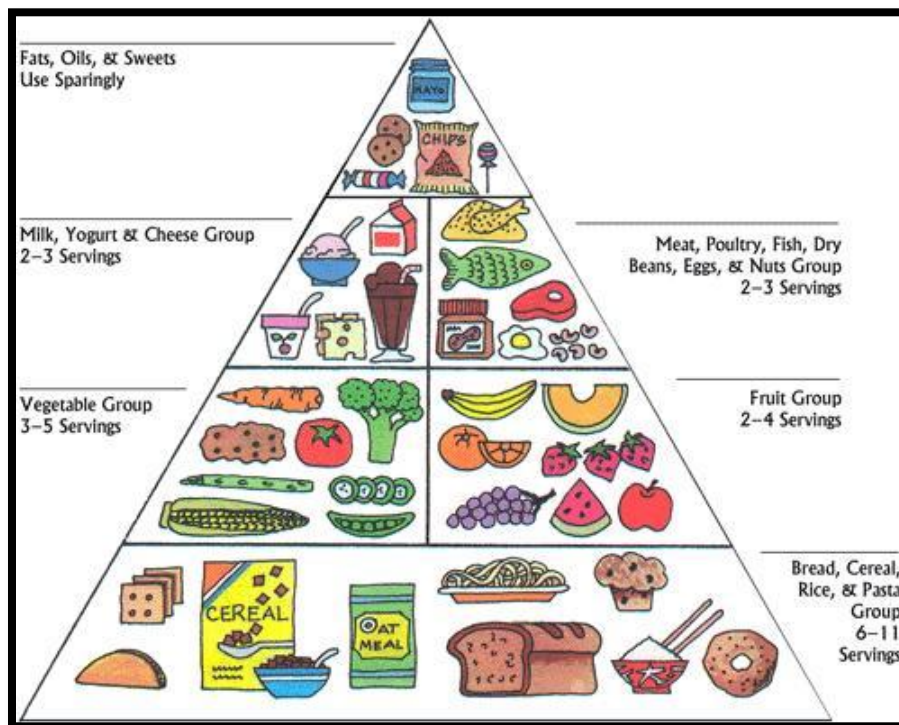 Fats, Oils, & Sweets
Use Sparingly
MAYO
CHIPS
Milk, Yogurt & Cheese Group
2–3 Servings
Meat, Poultry, Fish, Dry
Beans, Eggs, & Nuts Group
2–3 Servings
Vegetable Group
3–5 Servings
Fruit Group
2–4 Servings
Bread, Cereal,
Rice, & Pasta
Group
6–11
Servings
CEREAL
OAT
MEAL